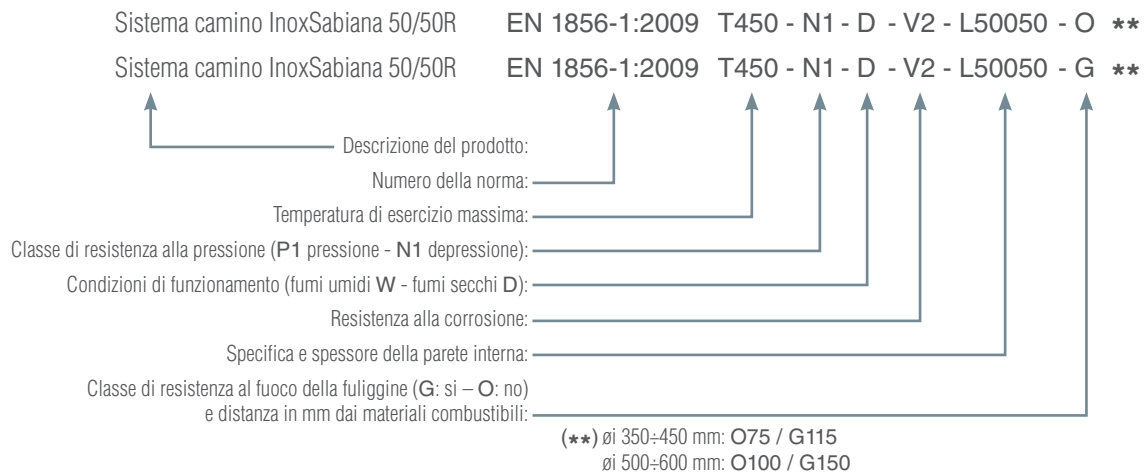 Sistema camino InoxSabiana 50/50R EN 1856-1:2009 T450 - N1 - D - V2 - L50050 - O **
Sistema camino InoxSabiana 50/50R EN 1856-1:2009 T450 - N1 - D - V2 - L50050 - G **
Descrizione del prodotto:
Numero della norma:
Temperatura di esercizio massima:
Classe di resistenza alla pressione (P1 pressione - N1 depressione):
Condizioni di funzionamento (fumi umidi W - fumi secchi D):
Resistenza alla corrosione:
Specifica e spessore della parete interna:
Classe di resistenza al fuoco della fuliggine (G: si – O: no)
e distanza in mm dai materiali combustibili:
(**) øi 350÷450 mm: O75 / G115
øi 500÷600 mm: O100 / G150